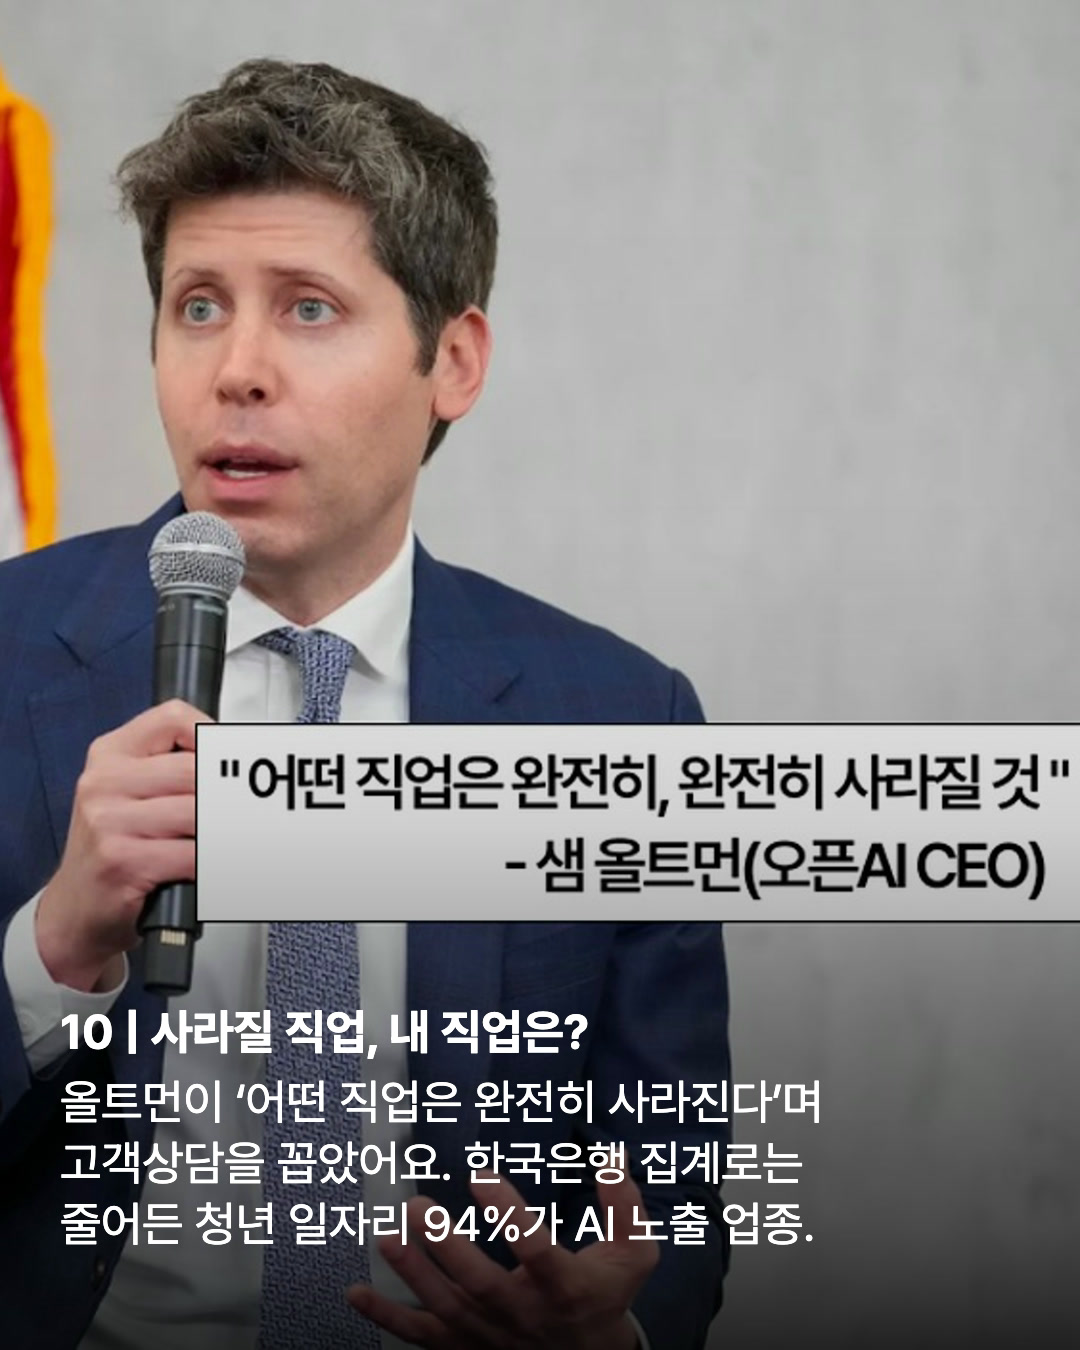 "어떤 직업은 완전히, 완전히 사라질 것"
- 샘 올트먼(오픈AI CEO)
10 | 사라질 직업, 내 직업은?
올트먼이 ‘어떤 직업은 완전히 사라진다’며
고객상담을 꼽았어요. 한국은행 집계로는
줄어든 청년 일자리 94%가 AI 노출 업종.